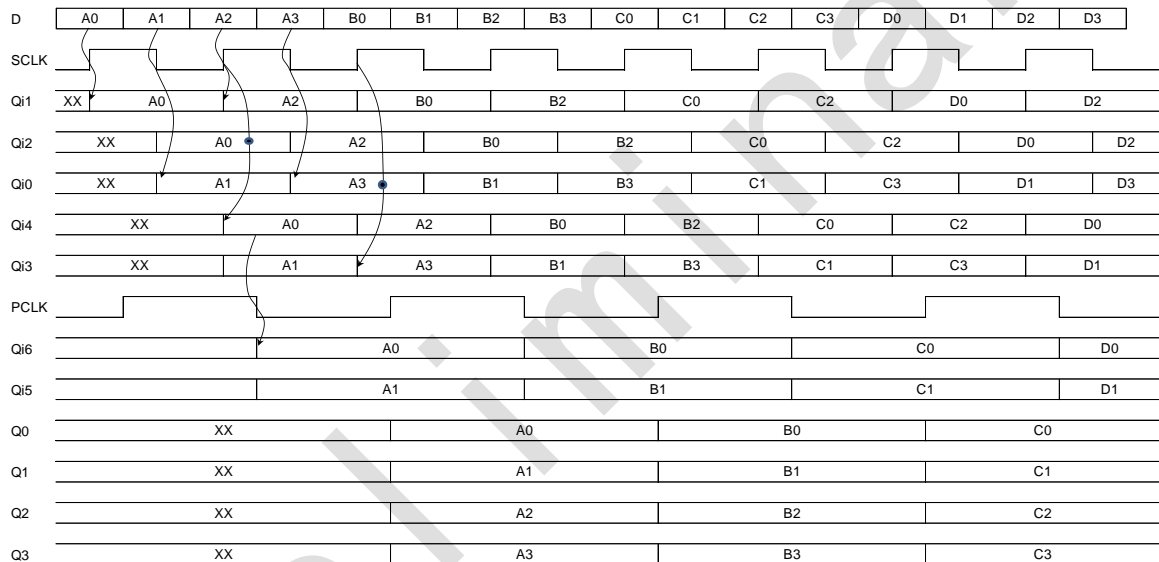 D A0 A1 A2 A3 B0 B1 B2 B3 C0 C1 C2 C3 D0 D1 D2 D3
SCLK
Qi1 XX A0 A2 B0 B2 C0 C2 D0 D2
Qi2 XX A0 A2 B0 B2 C0 C2 D0 D2
Qi0 XX A1 A3 B1 B3 C1 C3 D1 D3
Qi4 XX A0 A2 B0 B2 C0 C2 D0
Qi3 XX A1 A3 B1 B3 C1 C3 D1
PCLK
Qi6 A0 B0 C0 D0
Qi5 A1 B1 C1 D1
Q0 XX A0 B0 C0
Q1 XX A1 B1 C1
Q2 XX A2 B2 C2
Q3 XX A3 B3 C3
limina